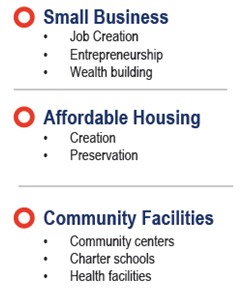 Small Business
• Job Creation
• Entrepreneurship
• Wealth building
Affordable Housing
• Creation
• Preservation
Community Facilities
• Community centers
• Charter schools
• Health facilities